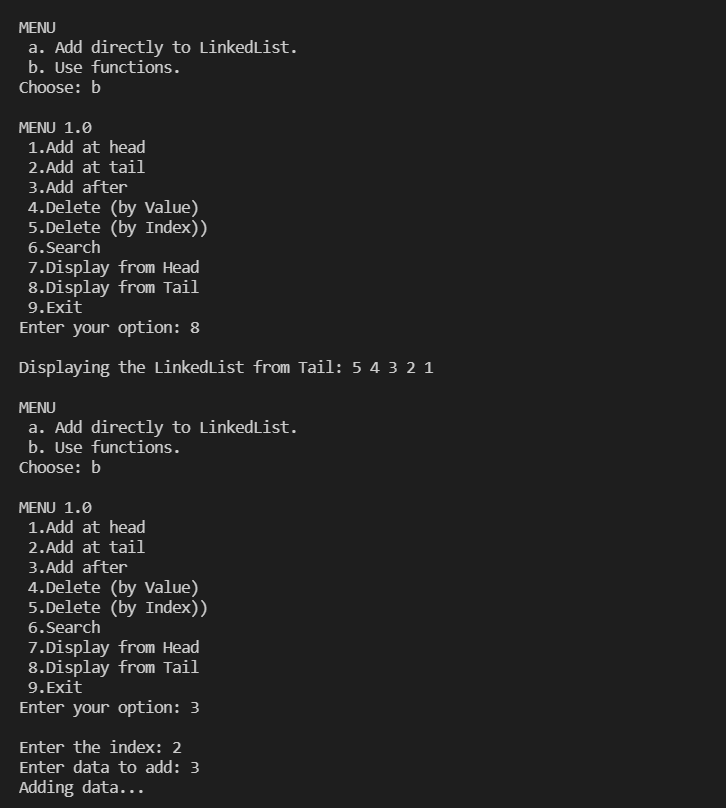 MENU
a. Add directly to LinkedList.
b. Use functions.
Choose: b
MENU 1.0
1.Add at head
2.Add at tail
3.Add after
4.Delete (by Value)
5.Delete (by Index))
6.Search
7.Display from Head
8.Display from Tail
9.Exit
Enter your option: 8
Displaying the LinkedList from Tail: 5 4 3 2 1
MENU
a. Add directly to LinkedList.
b. Use functions.
Choose: b
MENU 1.0
1.Add at head
2.Add at tail
3.Add after
4.Delete (by Value)
5.Delete (by Index))
6.Search
7.Display from Head
8.Display from Tail
9.Exit
Enter your option: 3
Enter the index: 2
Enter data to add: 3
Adding data...